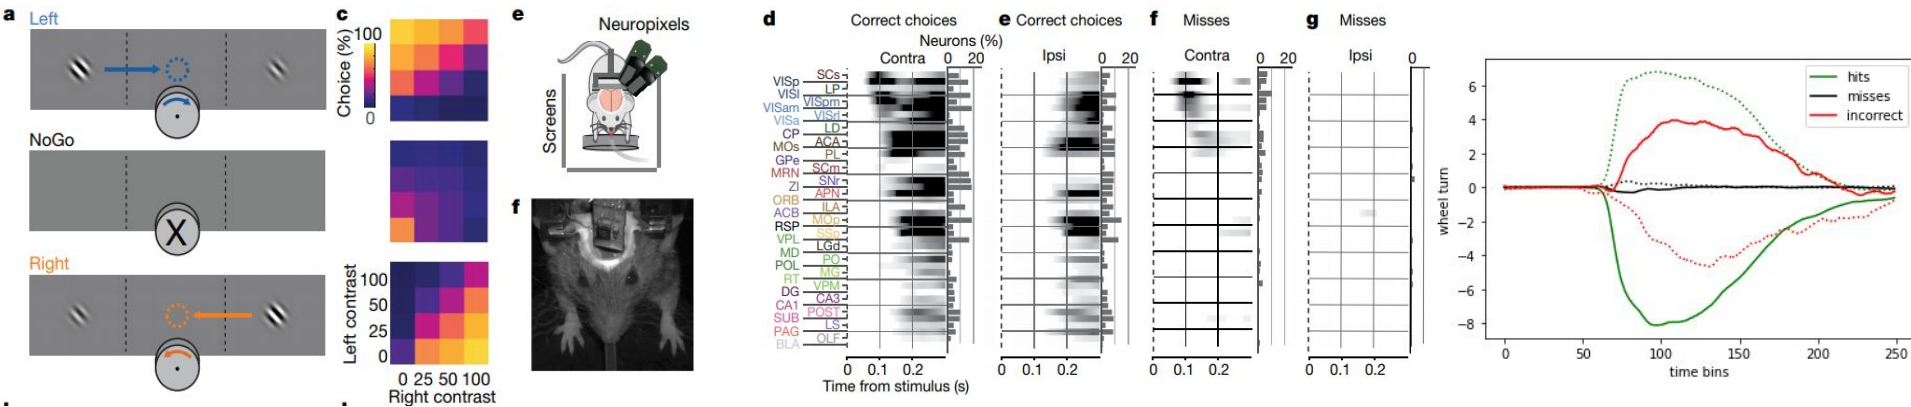 a
Left
NoGo
X
Right
c
Choice (%)
100
0
Left contrast
100
50
25
0
0 25 50 100
Right contrast
e
Neuropixels
Screens
f
d
Correct choices
Neurons (%)
Contra
0 20
e Correct choices
Ipsi
0 20
f Misses
Contra
0 20
g Misses
Ipsi
0
SCs
VISp
LP
VISl
VISpm
VISam
VISrl
VISa
LD
CP
ACA
MOs
PL
GPe
SCm
MRN
SNr
ZI
APN
ORB
ILA
ACB
MOp
RSP
SSp
VPL
LGd
MD
PO
POL
MG
RT
VPM
DG
CA3
CA1
POST
SUB
LS
PAG
OLF
BLA
0 0.1 0.2
Time from stimulus (s)
0 0.1 0.2
0 0.1 0.2
0 0.1 0.2
hits
misses
incorrect
wheel turn
6
4
2
0
−2
−4
−6
−8
0 50 100 150 200 250
time bins